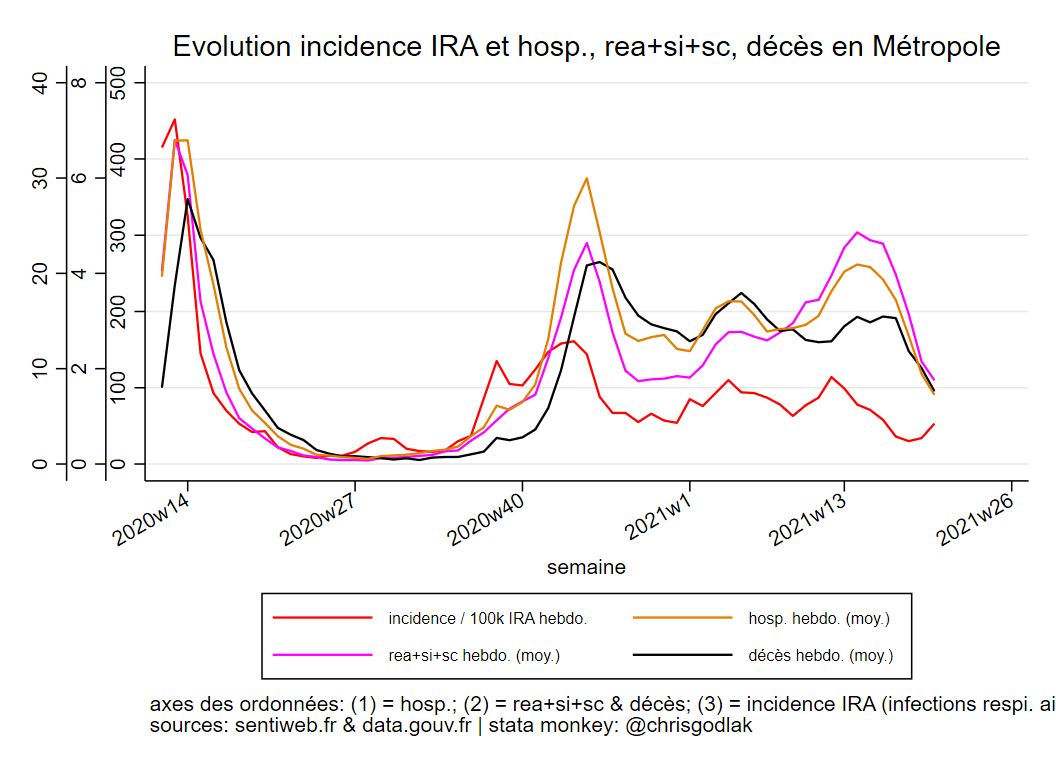 Evolution incidence IRA et hosp., rea+si+sc, décès en Métropole
40
30
20
10
0
8
6
4
2
0
500
400
300
200
100
0
2020w14
2020w27
2020w40
2021w1
2021w13
2021w26
semaine
incidence / 100k IRA hebdo.
hosp. hebdo. (moy.)
rea+si+sc hebdo. (moy.)
décès hebdo. (moy.)
axes des ordonnées: (1) = hosp.; (2) = rea+si+sc & décès; (3) = incidence IRA (infections respi. ai
sources: sentiweb.fr & data.gouv.fr | stata monkey: @chrisgodlak